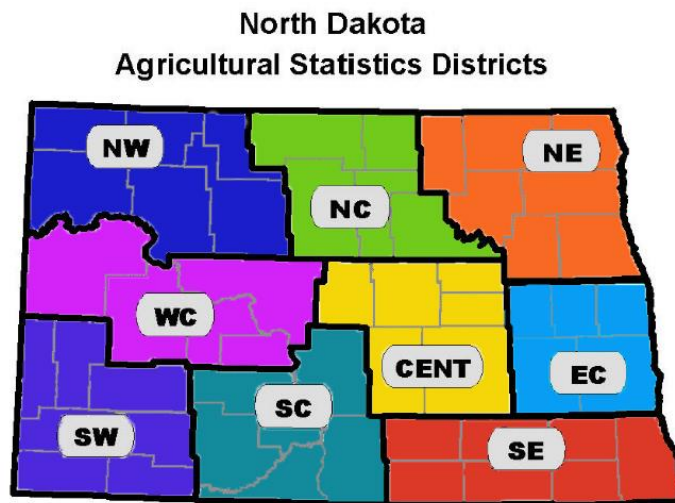 North Dakota
Agricultural Statistics Districts
NW
NE
NC
WC
CENT
EC
SC
SW
SE